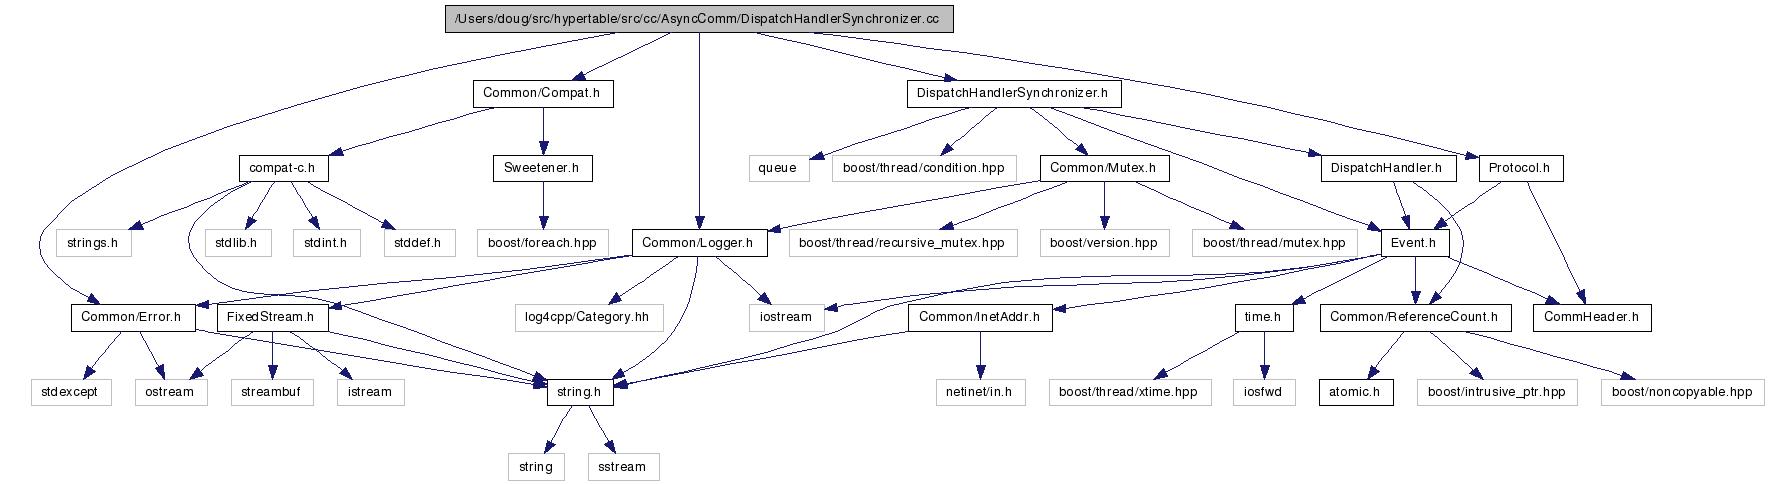 /Users/doug/src/hypertable/src/cc/AsyncComm/DispatchHandlerSynchronizer.cc
Common/Compat.h
DispatchHandlerSynchronizer.h
compat-c.h
Sweetener.h
queue
boost/thread/condition.hpp
Common/Mutex.h
DispatchHandler.h
Protocol.h
strings.h
stdlib.h
stdint.h
stddef.h
boost/foreach.hpp
Common/Logger.h
boost/thread/recursive_mutex.hpp
boost/version.hpp
boost/thread/mutex.hpp
Event.h
Common/Error.h
FixedStream.h
log4cpp/Category.hh
iostream
Common/InetAddr.h
time.h
Common/ReferenceCount.h
CommHeader.h
stdexcept
ostream
streambuf
istream
string.h
netinet/in.h
boost/thread/xtime.hpp
iosfwd
atomic.h
boost/intrusive_ptr.hpp
boost/noncopyable.hpp
string
sstream